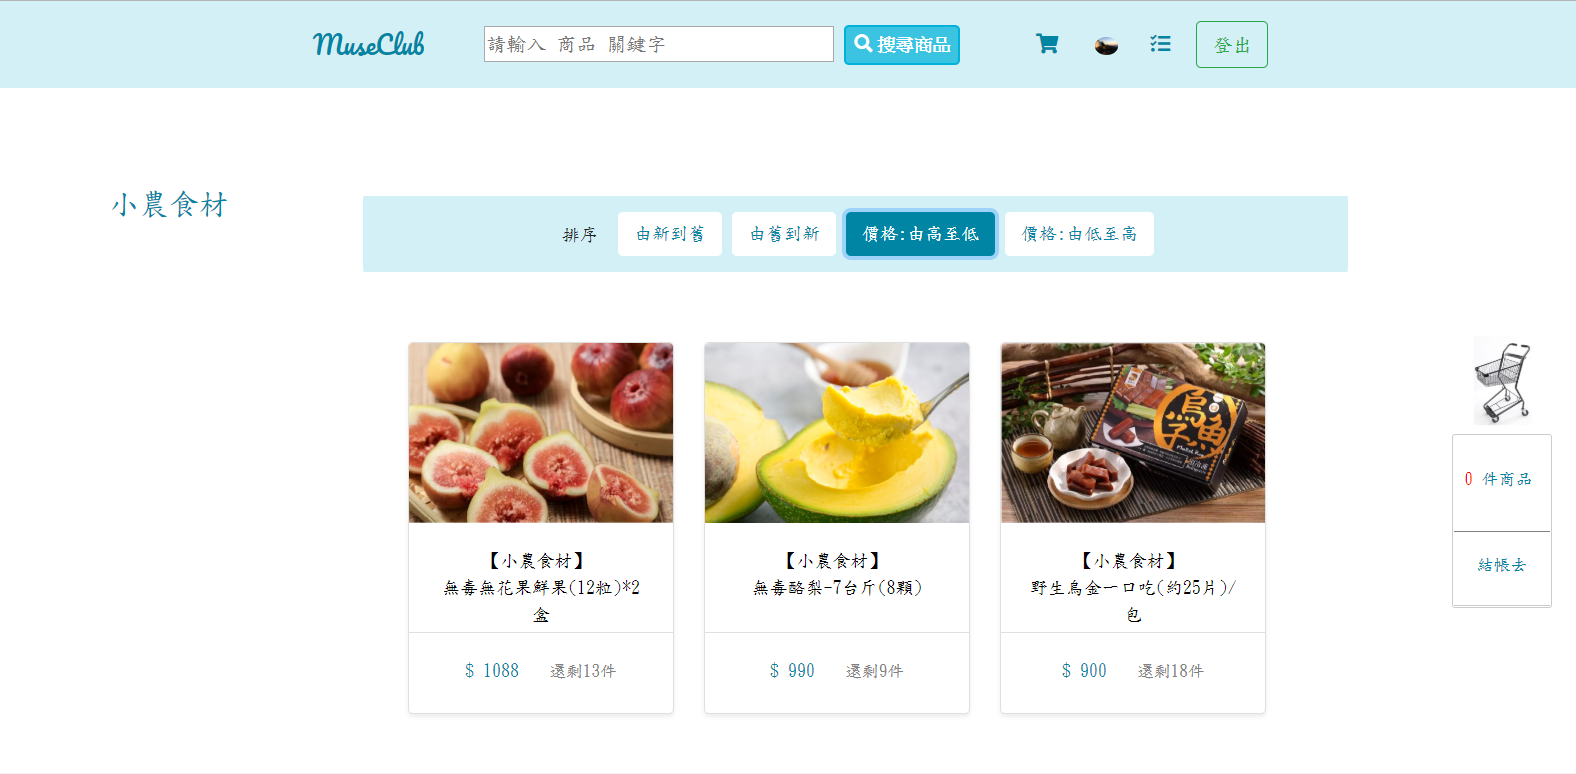 MuseClub
請輸入 商品 關鍵字
搜尋商品
登出
小農食材
排序
由新到舊
由舊到新
價格:由高至低
價格:由低至高
烏魚子
【小農食材】
無毒無花果鮮果(12粒)*2
盒
$ 1088
還剩13件
【小農食材】
無毒酪梨-7台斤(8顆)
$ 990
還剩9件
【小農食材】
野生烏金一口吃(約25片)/
包
$ 900
還剩18件
0 件商品
結帳去